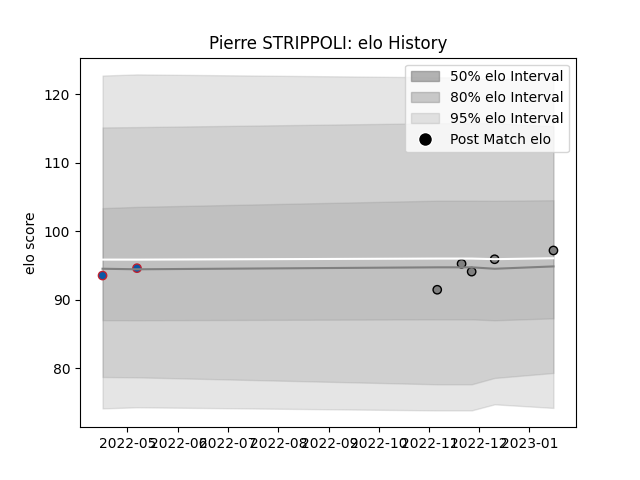 Pierre STRIPPOLI: elo History
50% elo Interval
80% elo Interval
95% elo Interval
Post Match elo
elo score
120
110
100
90
80
2022-05 2022-06 2022-07 2022-08 2022-09 2022-10 2022-11 2022-12 2023-01